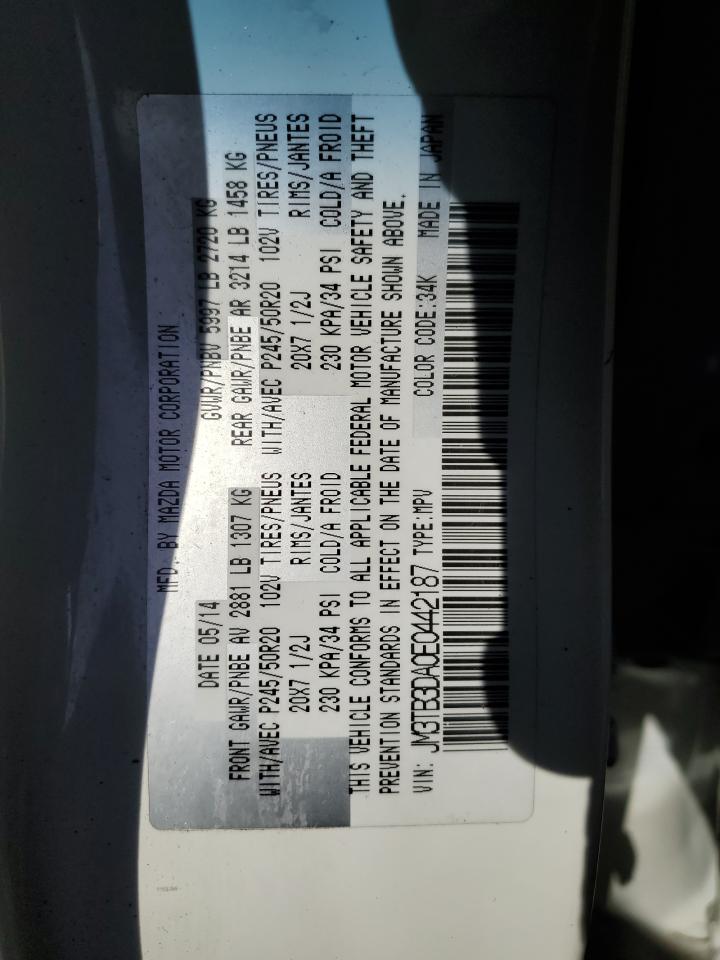 MFD. BY MAZDA MOTOR CORPORATION
DATE 05/14 GVWR/PNBV 5997 LB 2720 KG
FRONT GAWR/PNBE AV 2881 LB 1307 KG REAR GAWR/PNBE AR 3214 LB 1458 KG
WITH/AVEC P245/50R20 102V TIRES/PNEUS WITH/AVEC P245/50R20 102V TIRES/PNEUS
20X7 1/2J RIMS/JANTES 20X7 1/2J RIMS/JANTES
230 KPA/34 PSI COLD/A FROID 230 KPA/34 PSI COLD/A FROID
THIS VEHICLE CONFORMS TO ALL APPLICABLE FEDERAL MOTOR VEHICLE SAFETY AND THEFT
PREVENTION STANDARDS IN EFFECT ON THE DATE OF MANUFACTURE SHOWN ABOVE.
VIN: JM3TB3DA0E0442187 TYPE:MPV COLOR CODE:34K MADE IN JAPAN